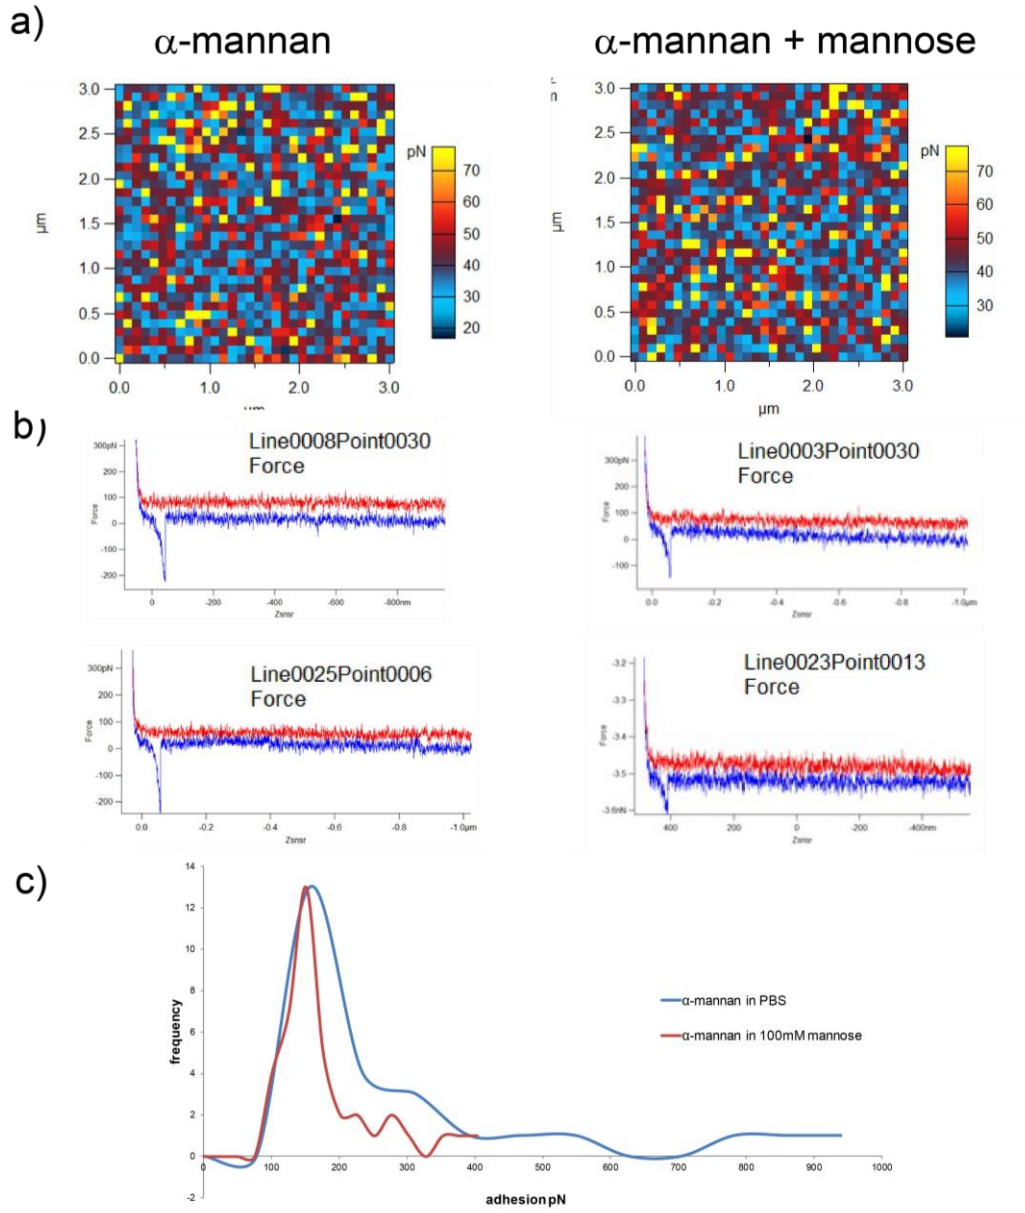 a)
α-mannan
α-mannan + mannose
3.0
2.5
2.0
1.5
1.0
0.5
0.0
µm
0.0 1.0 2.0 3.0
pN
70
60
50
40
30
20
3.0
2.5
2.0
1.5
1.0
0.5
0.0
µm
0.0 1.0 2.0 3.0
µm
pN
70
60
50
40
30
b)
Line0008Point0030
Force
300pN
200
100
0
-100
-200
Force
0 -200 -400 -600 -800nm
Zsnsr
Line0003Point0030
Force
300pN
200
100
0
-100
Force
0.0 -0.2 -0.4 -0.6 -0.8 -1.0µm
Zsnsr
Line0025Point0006
Force
300pN
200
100
0
-100
-200
Force
0.0 -0.2 -0.4 -0.6 -0.8 -1.0µm
Zsnsr
Line0023Point0013
Force
-3.2
-3.3
-3.4
-3.5
-3.6nN
Force
400 200 0 -200 -400nm
Zsnsr
c)
14
12
10
8
6
4
2
0
-2
frequency
0 100 200 300 400 500 600 700 800 900 1000
adhesion pN
α-mannan in PBS
α-mannan in 100mM mannose